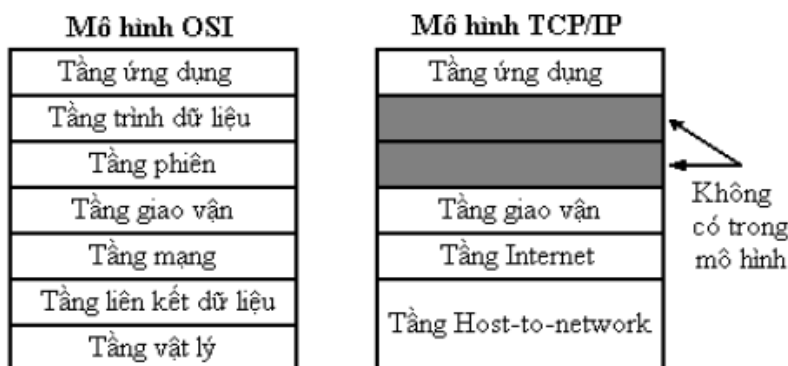 Mô hình OSI
Tầng ứng dụng
Tầng trình dữ liệu
Tầng phiên
Tầng giao vận
Tầng mạng
Tầng liên kết dữ liệu
Tầng vật lý
Mô hình TCP/IP
Tầng ứng dụng
Tầng giao vận
Tầng Internet
Tầng Host-to-network
Không
có trong
mô hình